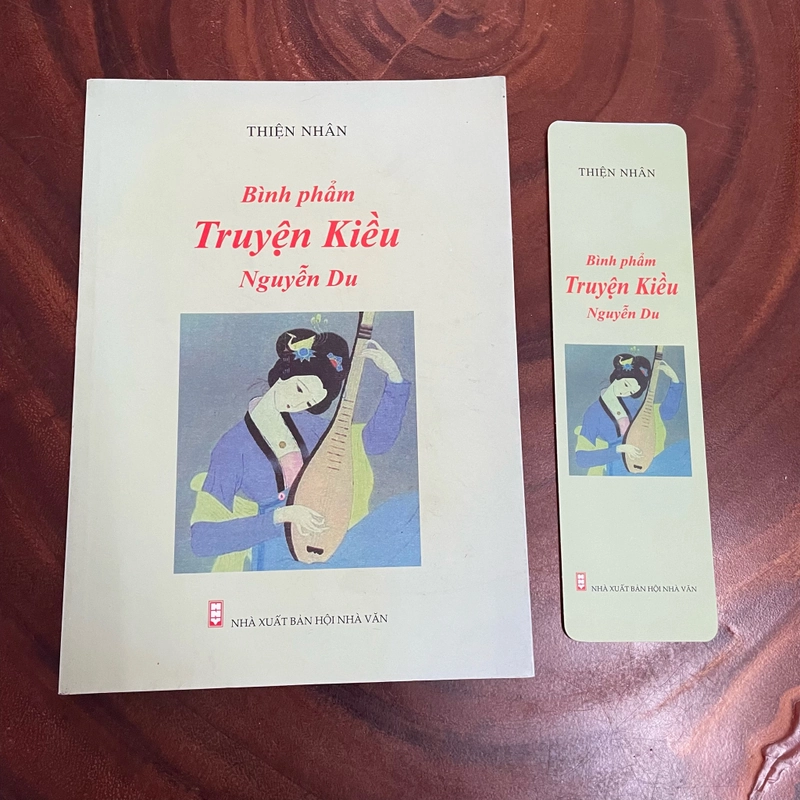 THIỆN NHÂN
Bình phẩm
Truyện Kiều
Nguyễn Du
NHÀ XUẤT BẢN HỘI NHÀ VĂN
THIỆN NHÂN
Bình phẩm
Truyện Kiều
Nguyễn Du
NHÀ XUẤT BẢN HỘI NHÀ VĂN